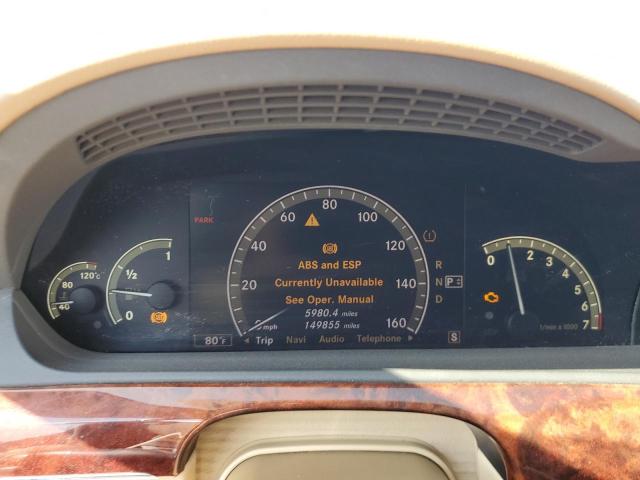 PARK
60 80 100
40 120
20 140
0 mph 160
ABS and ESP
Currently Unavailable
See Oper. Manual
5980.4 miles
149855 miles
Trip Navi Audio Telephone
80°F
S
R
N P
D
120°C
80
40
1
1/2
0
0 1 2 3 4 5 6 7
1/min x 1000